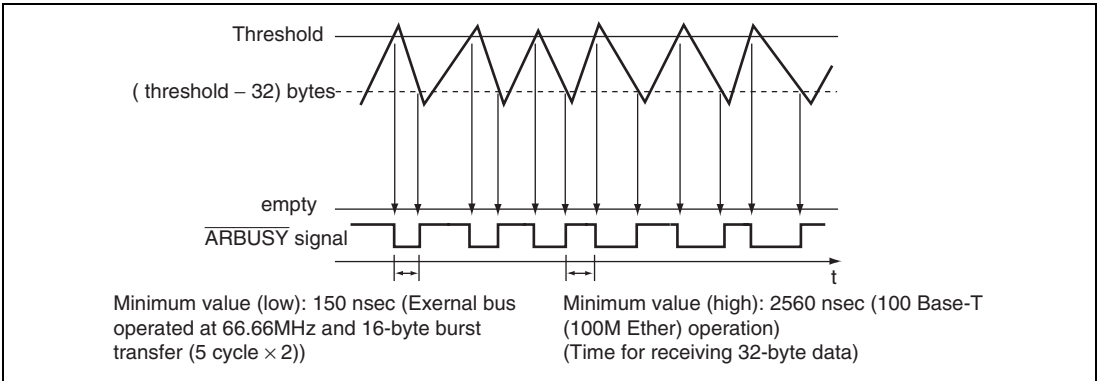 Threshold
( threshold – 32) bytes
empty
ARBUSY signal
t
Minimum value (low): 150 nsec (Exernal bus
operated at 66.66MHz and 16-byte burst
transfer (5 cycle × 2))
Minimum value (high): 2560 nsec (100 Base-T
(100M Ether) operation)
(Time for receiving 32-byte data)